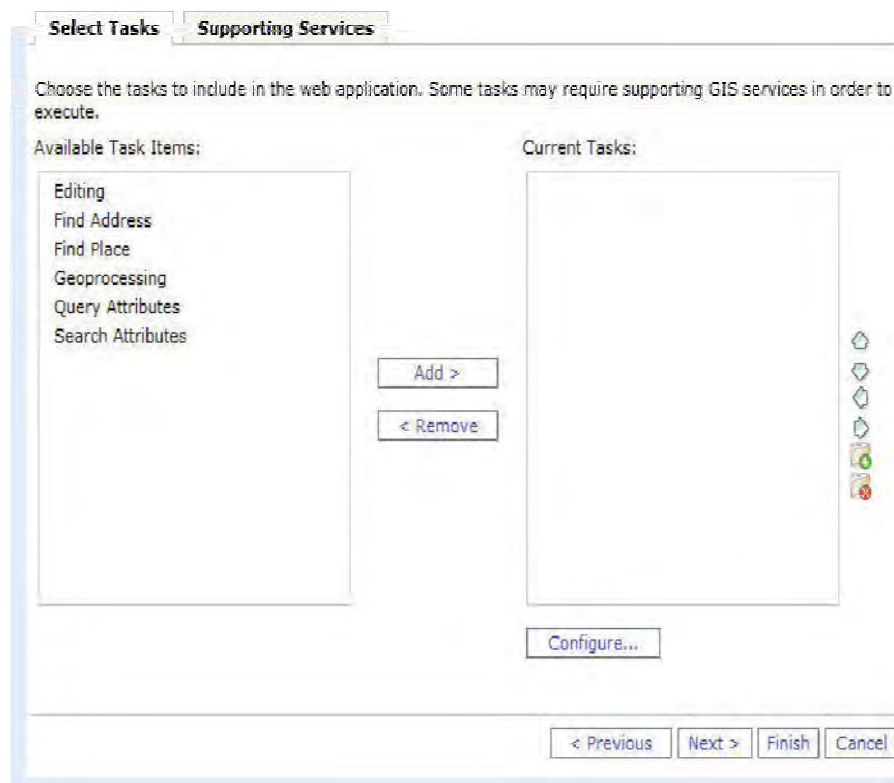 Select Tasks
Supporting Services
Choose the tasks to include in the web application. Some tasks may require supporting GIS services in order to
execute.
Available Task Items:
Current Tasks:
Editing
Find Address
Find Place
Geoprocessing
Query Attributes
Search Attributes
Add >
< Remove
Configure...
< Previous
Next >
Finish
Cancel